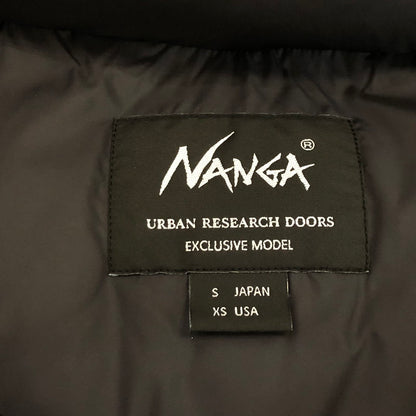 NANGA®
URBAN RESEARCH DOORS
EXCLUSIVE MODEL
S JAPAN
XS USA